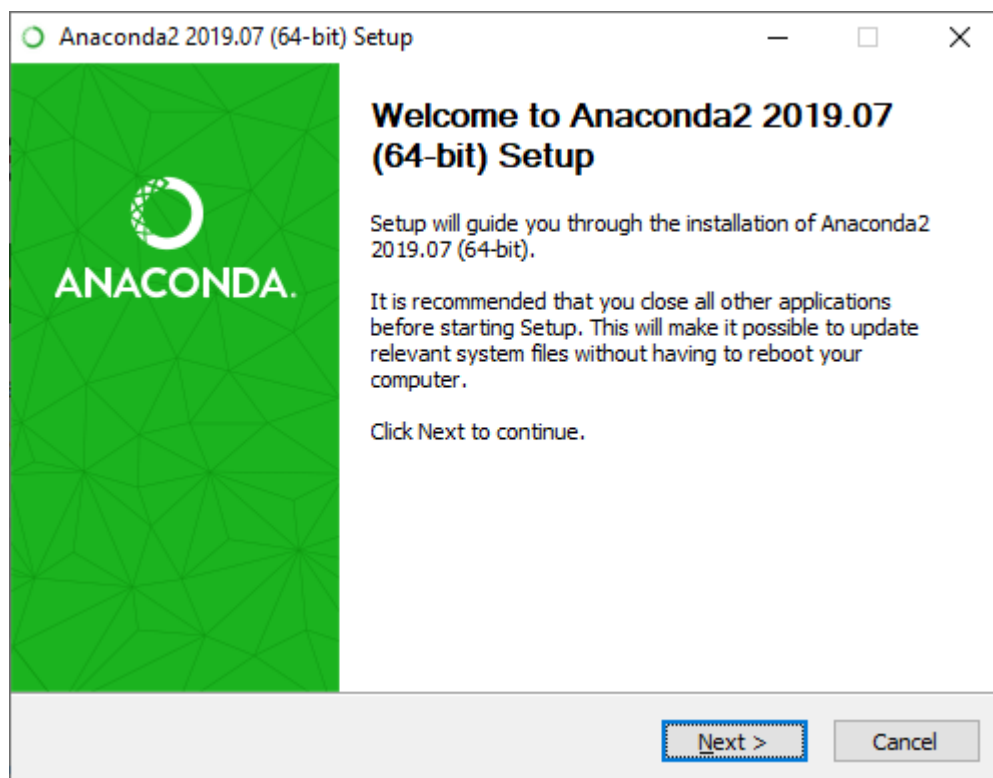 Anaconda2 2019.07 (64-bit) Setup
Welcome to Anaconda2 2019.07
(64-bit) Setup
ANACONDA.
Setup will guide you through the installation of Anaconda2
2019.07 (64-bit).
It is recommended that you close all other applications
before starting Setup. This will make it possible to update
relevant system files without having to reboot your
computer.
Click Next to continue.
Next >
Cancel